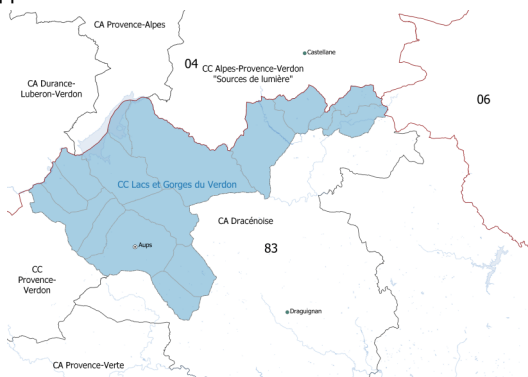 CA Provence-Alpes
Castellane
04
CC Alpes-Provence-Verdon
"Sources de lumière"
CA Durance-
Luberon-Verdon
06
CC Lacs et Gorges du Verdon
CA Dracénoise
Aups
83
CC
Provence-
Verdon
Draguignan
CA Provence-Verte